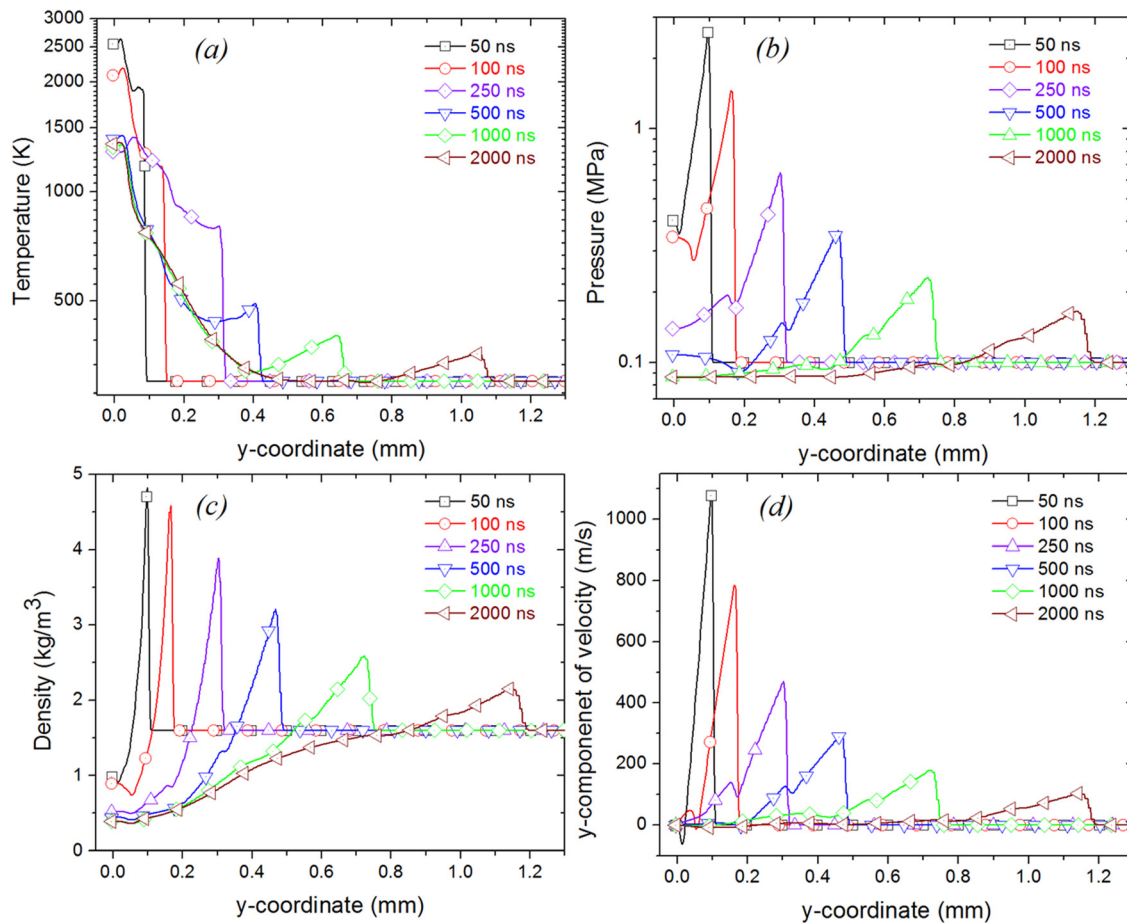 (a)
3000
2500
2000
1500
1000
500
Temperature (K)
50 ns
100 ns
250 ns
500 ns
1000 ns
2000 ns
0.0 0.2 0.4 0.6 0.8 1.0 1.2
y-coordinate (mm)
(b)
1
0.1
Pressure (MPa)
50 ns
100 ns
250 ns
500 ns
1000 ns
2000 ns
0.0 0.2 0.4 0.6 0.8 1.0 1.2
y-coordinate (mm)
(c)
5
4
3
2
1
0
Density (kg/m³)
50 ns
100 ns
250 ns
500 ns
1000 ns
2000 ns
0.0 0.2 0.4 0.6 0.8 1.0 1.2
y-coordinate (mm)
(d)
1000
800
600
400
200
0
y-componenet of velocity (m/s)
50 ns
100 ns
250 ns
500 ns
1000 ns
2000 ns
0.0 0.2 0.4 0.6 0.8 1.0 1.2
y-coordinate (mm)